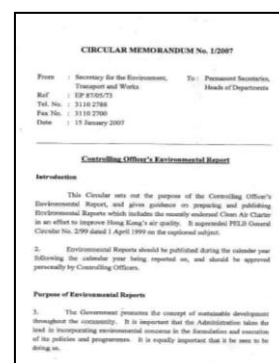 CIRCULAR MEMORANDUM No. 1/2007
From : Secretary for the Environment, Transport and Works
To : Permanent Secretaries, Heads of Departments
Ref : EP 87/05/73
Tel. No. : 3110 2788
Fax No. : 3110 2700
Date : 15 January 2007
Controlling Officer's Environmental Report
Introduction
This Circular sets out the purpose of the Controlling Officer's
Environmental Report, and gives guidance on preparing and publishing
Environmental Reports which includes the recently endorsed Clean Air Charter
in an effort to improve Hong Kong's air quality. It superseded PELB General
Circular No. 2/99 dated 1 April 1999 on the captioned subject.
2. Environmental Reports should be published during the calendar year
following the calendar year being reported on, and should be approved
personally by Controlling Officers.
Purpose of Environmental Reports
3. The Government promotes the concept of sustainable development
throughout the community. It is important that the Administration takes the
lead in incorporating environmental concerns in the formulation and execution
of its policies and programmes. It is equally important that it be seen to be
doing so.